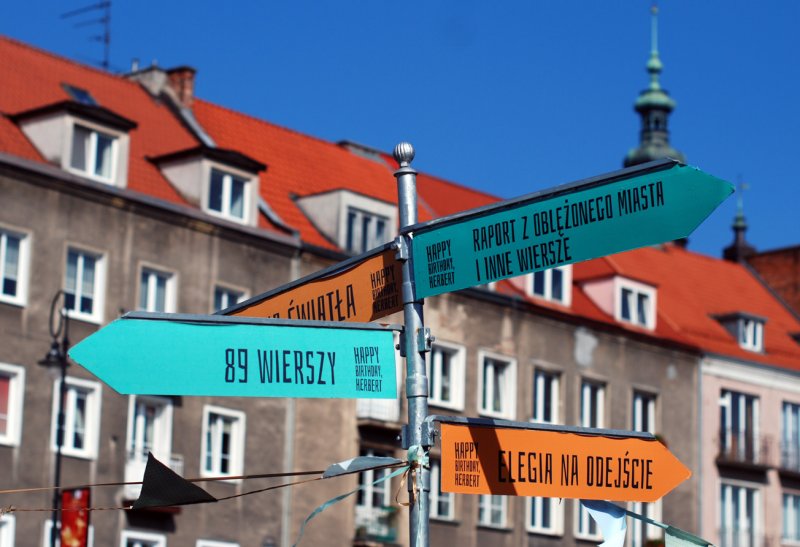 HAPPY
BIRTHDAY,
HERBERT
RAPORT Z OBLĘŻONEGO MIASTA
I INNE WIERSZE
ŚWIATŁA
HAPPY
BIRTHDAY,
HERBERT
89 WIERSZY
HAPPY
BIRTHDAY,
HERBERT
HAPPY
BIRTHDAY,
HERBERT
ELEGIA NA ODEJŚCIE